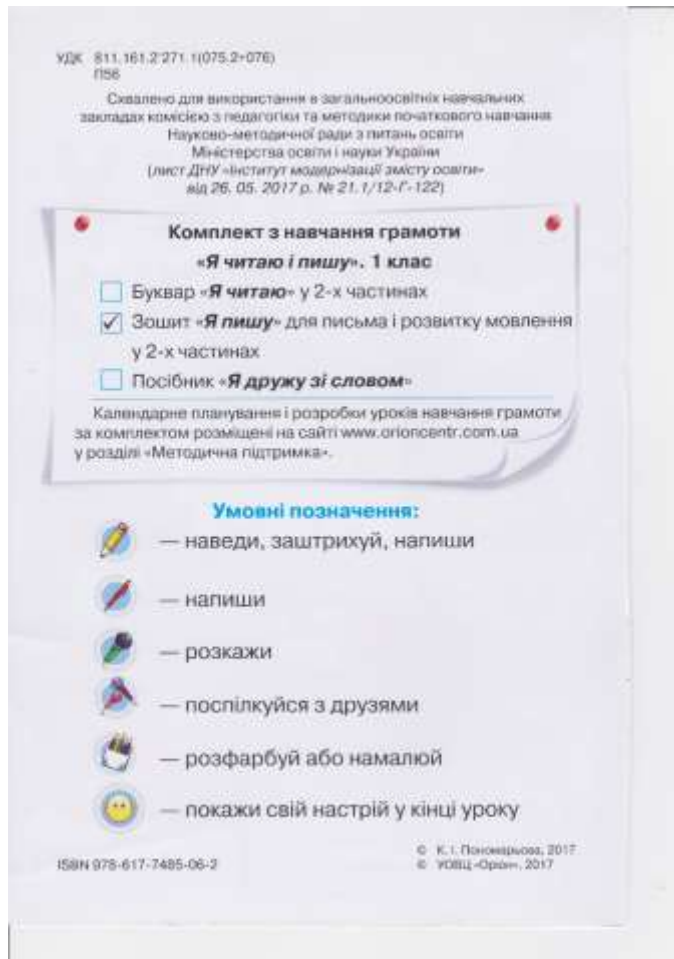 УДК 811.161.2'271.1(075.2+076)
П56
Схвалено для використання в загальноосвітніх навчальних
закладах комісією з педагогіки та методики початкового навчання
Науково-методичної ради з питань освіти
Міністерства освіти і науки України
(лист ДНУ «Інститут модернізації змісту освіти»
від 26. 05. 2017 р. № 21.1/12-Г-122)
Комплект з навчання грамоти
«Я читаю і пишу». 1 клас
Буквар «Я читаю» у 2-х частинах
Зошит «Я пишу» для письма і розвитку мовлення
у 2-х частинах
Посібник «Я дружу зі словом»
Календарне планування і розробки уроків навчання грамоти
за комплектом розміщені на сайті www.orioncentr.com.ua
у розділі «Методична підтримка».
Умовні позначення:
— наведи, заштрихуй, напиши
— напиши
— розкажи
— поспілкуйся з друзями
— розфарбуй або намалюй
— покажи свій настрій у кінці уроку
© К. І. Пономарьова, 2017
ISBN 978-617-7485-06-2
© УОВЦ «Оріон», 2017